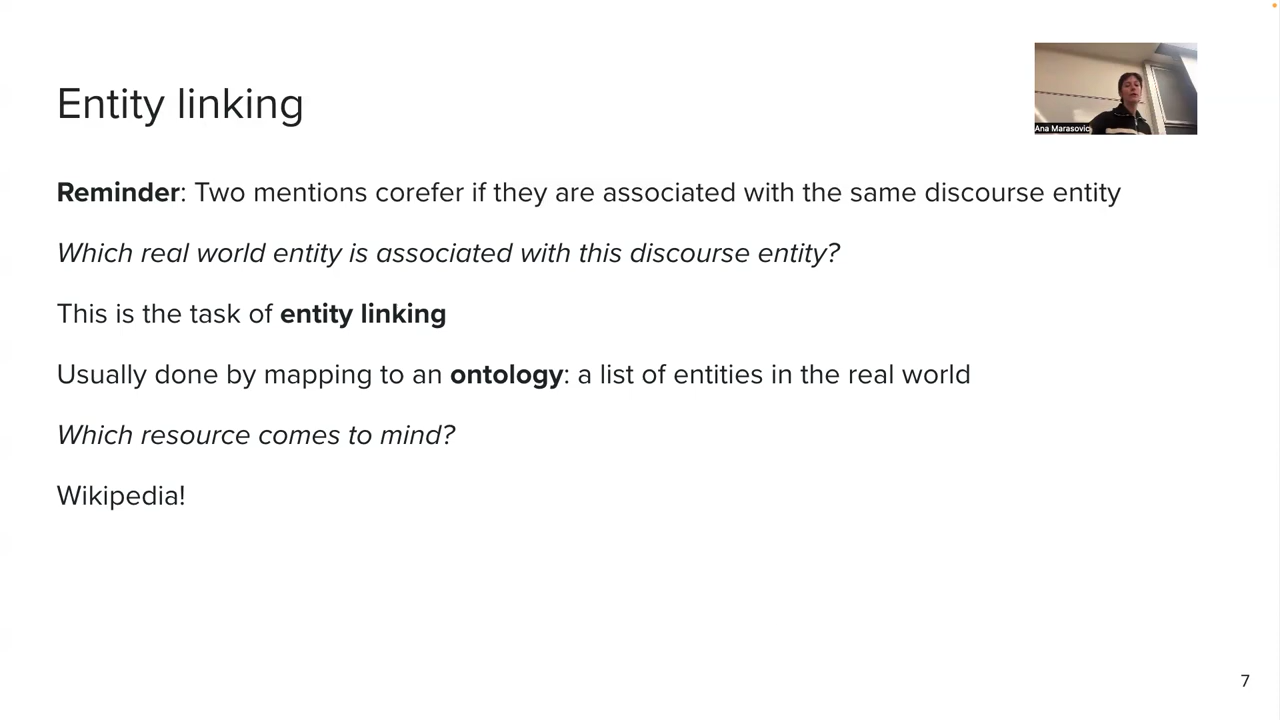 Entity linking
Ana Marasovic
Reminder: Two mentions corefer if they are associated with the same discourse entity
Which real world entity is associated with this discourse entity?
This is the task of entity linking
Usually done by mapping to an ontology: a list of entities in the real world
Which resource comes to mind?
Wikipedia!
7